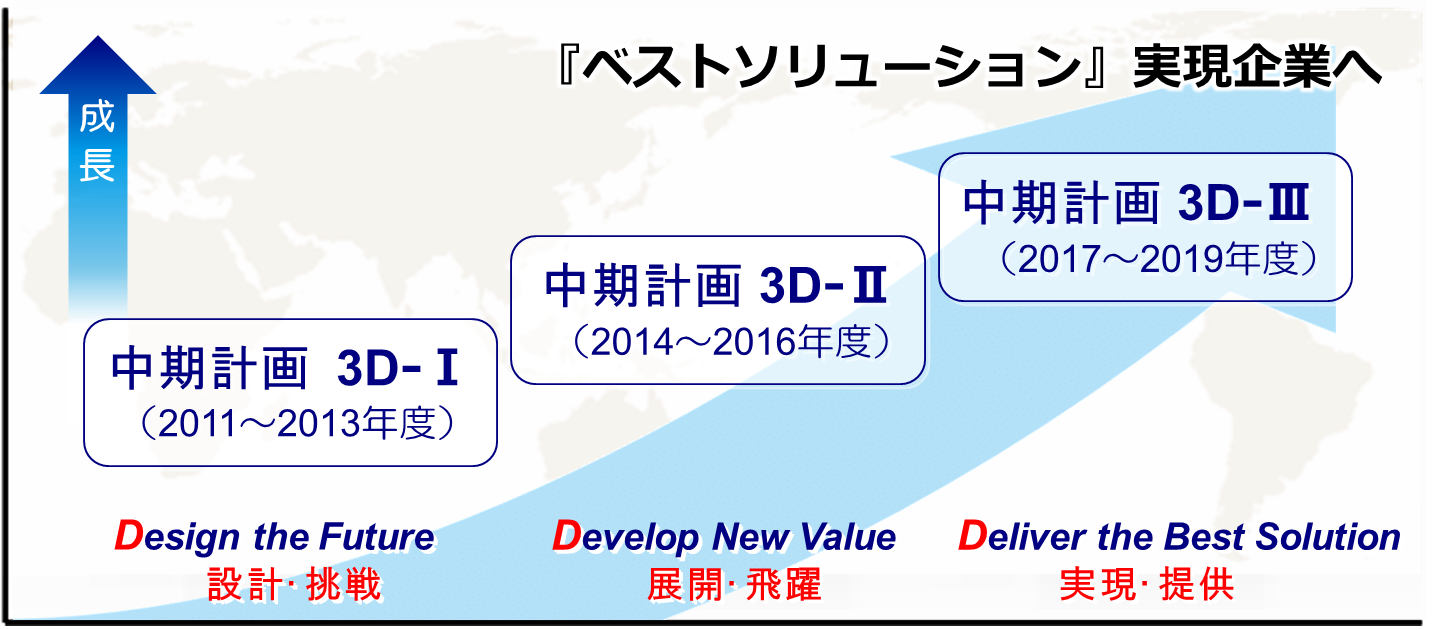 『ベストソリューション』実現企業へ
成長
中期計画 3D-Ⅲ
（2017～2019年度）
中期計画 3D-Ⅱ
（2014～2016年度）
中期計画 3D-Ⅰ
（2011～2013年度）
Design the Future
設計・挑戦
Develop New Value
展開・飛躍
Deliver the Best Solution
実現・提供